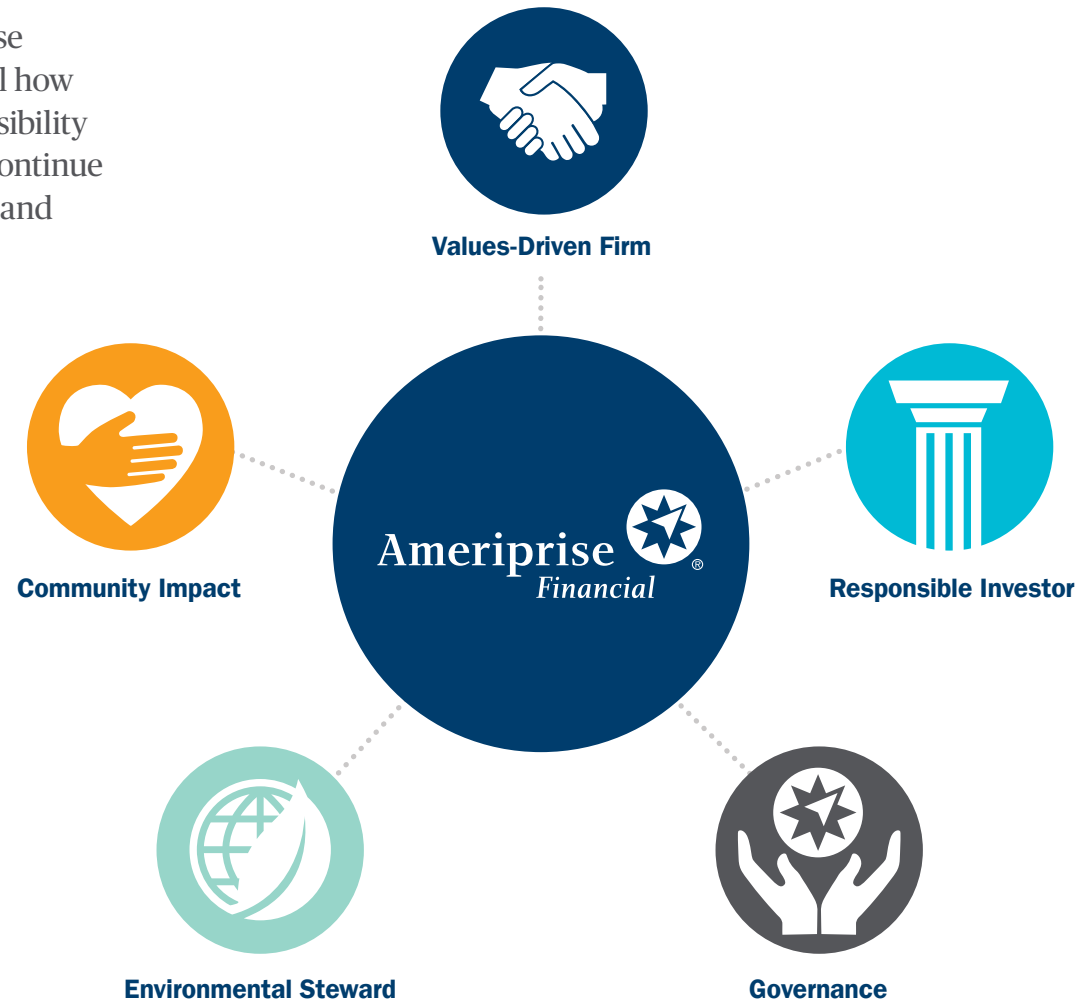 se
l how
sibility
ontinue
and
Values-Driven Firm
Community Impact
Responsible Investor
Ameriprise
Financial
®
Environmental Steward
Governance